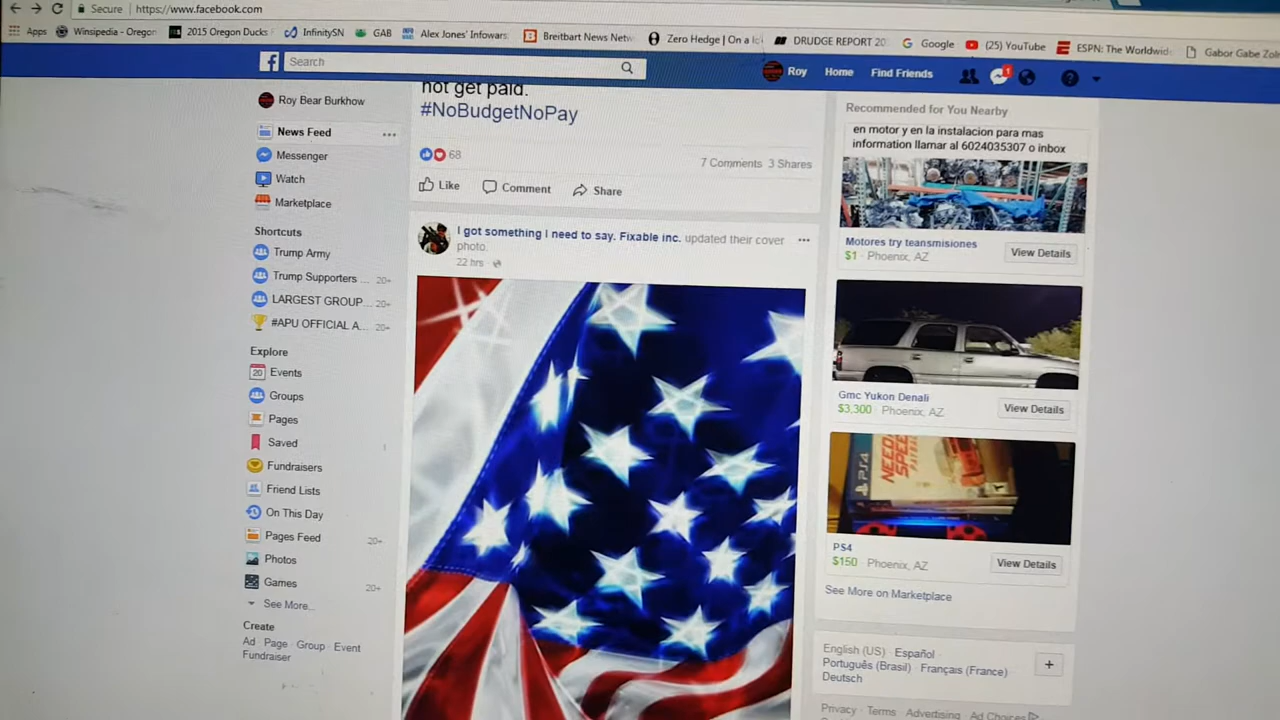 Secure https://www.facebook.com
Apps Winsipedia - Oregon 2015 Oregon Ducks InfinitySN GAB Alex Jones' Infowars Breitbart News Netw Zero Hedge | On a lo DRUDGE REPORT 20 Google (25) YouTube ESPN: The Worldwide Gabor Gabe
f Search Roy Home Find Friends 1 ?
Roy Bear Burkhow
News Feed
Messenger
Watch
Marketplace
Shortcuts
Trump Army
Trump Supporters ... 20+
LARGEST GROUP... 20+
#APU OFFICIAL A... 20+
Explore
20 Events
Groups
Pages
Saved
Fundraisers
Friend Lists
On This Day
Pages Feed 20+
Photos
Games 20+
See More...
Create
Ad Page Group Event
Fundraiser
not get paid.
#NoBudgetNoPay
68 7 Comments 3 Shares
Like Comment Share
I got something I need to say. Fixable inc. updated their cover
photo.
22 hrs
Recommended for You Nearby
en motor y en la instalacion para mas
information llamar al 6024035307 o inbox
Motores try teansmisiones
$1 · Phoenix, AZ View Details
Gmc Yukon Denali
$3,300 · Phoenix, AZ View Details
PS4
NEED
SPEE
PAYBACK
PS4
$150 · Phoenix, AZ View Details
See More on Marketplace
English (US) · Español ·
Português (Brasil) · Français (France) ·
Deutsch
Privacy · Terms · Advertising · Ad Choices